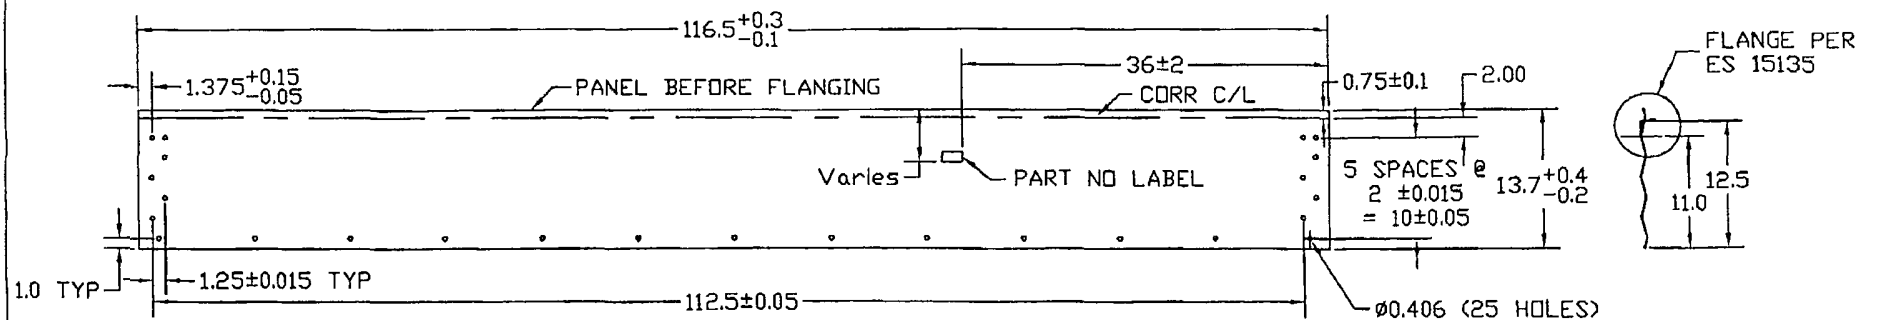 116.5+0.3
-0.1
FLANGE PER
ES 15135
36±2
1.375+0.15
-0.05
PANEL BEFORE FLANGING
CORR C/L
0.75±0.1
2.00
Varies
PART NO LABEL
5 SPACES @
2 ±0.015
= 10±0.05
13.7+0.4
-0.2
11.0
12.5
1.0 TYP
1.25±0.015 TYP
112.5±0.05
ø0.406 (25 HOLES)